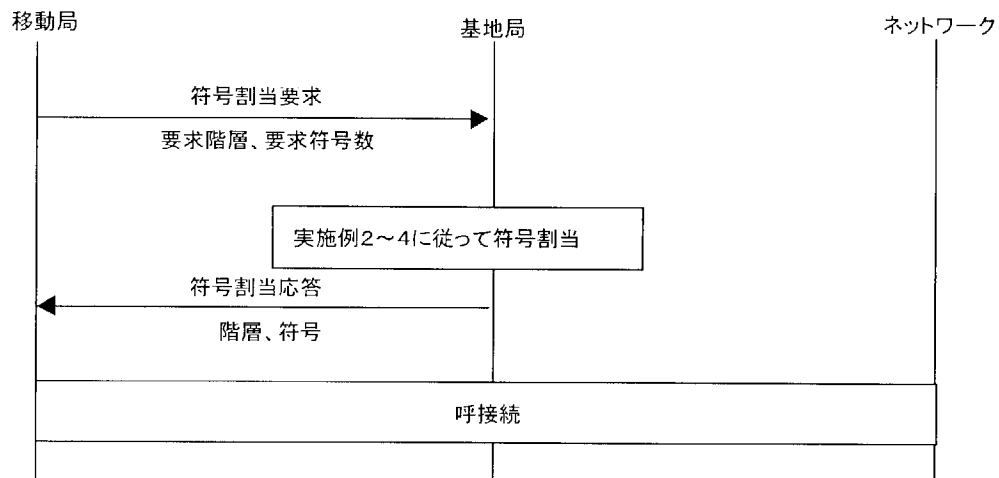 移動局
基地局
ネットワーク
符号割当要求
要求階層、要求符号数
実施例2～4に従って符号割当
符号割当応答
階層、符号
呼接続